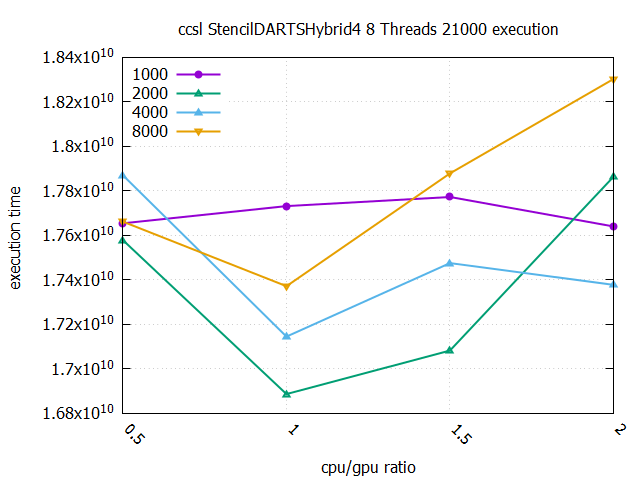 ccsl StencilDARTSHybrid4 8 Threads 21000 execution
1.84x10^10
1.82x10^10
1.8x10^10
1.78x10^10
1.76x10^10
1.74x10^10
1.72x10^10
1.7x10^10
1.68x10^10
1000
2000
4000
8000
execution time
0.5
1
1.5
2
cpu/gpu ratio